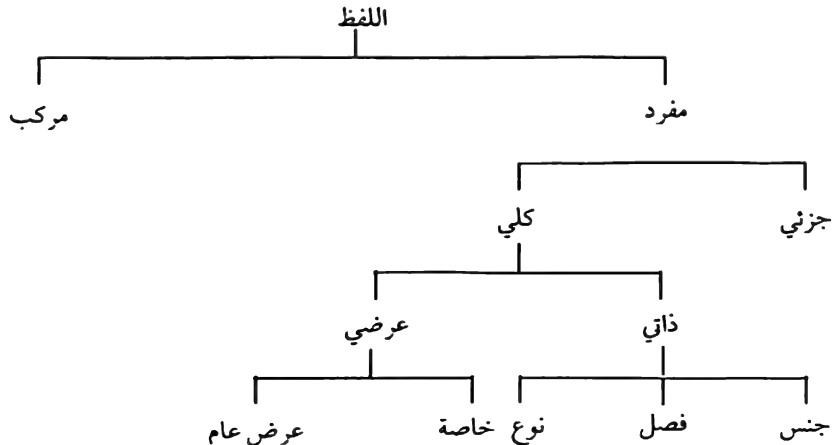 اللفظ
مفرد مركب
جزئي كلي
ذاتي عرضي
جنس فصل نوع خاصة عرض عام